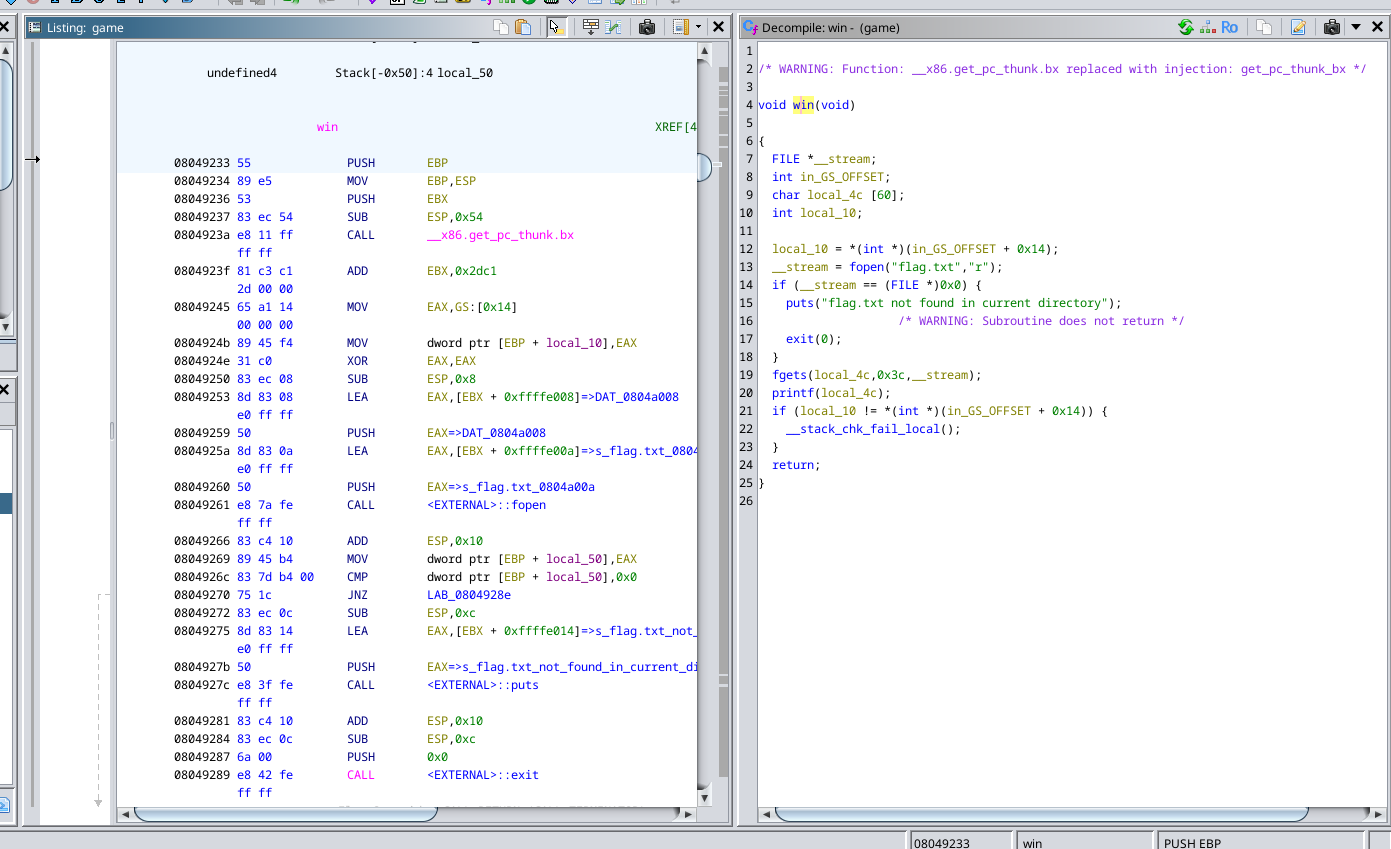 Listing: game
undefined4 Stack[-0x50]:4 local_50
win XREF[4
08049233 55 PUSH EBP
08049234 89 e5 MOV EBP,ESP
08049236 53 PUSH EBX
08049237 83 ec 54 SUB ESP,0x54
0804923a e8 11 ff CALL __x86.get_pc_thunk.bx
ff ff
0804923f 81 c3 c1 ADD EBX,0x2dc1
2d 00 00
08049245 65 a1 14 MOV EAX,GS:[0x14]
00 00 00
0804924b 89 45 f4 MOV dword ptr [EBP + local_10],EAX
0804924e 31 c0 XOR EAX,EAX
08049250 83 ec 08 SUB ESP,0x8
08049253 8d 83 08 LEA EAX,[EBX + 0xffffe008]=>DAT_0804a008
e0 ff ff
08049259 50 PUSH EAX=>DAT_0804a008
0804925a 8d 83 0a LEA EAX,[EBX + 0xffffe00a]=>s_flag.txt_0804
e0 ff ff
08049260 50 PUSH EAX=>s_flag.txt_0804a00a
08049261 e8 7a fe CALL <EXTERNAL>::fopen
ff ff
08049266 83 c4 10 ADD ESP,0x10
08049269 89 45 b4 MOV dword ptr [EBP + local_50],EAX
0804926c 83 7d b4 00 CMP dword ptr [EBP + local_50],0x0
08049270 75 1c JNZ LAB_0804928e
08049272 83 ec 0c SUB ESP,0xc
08049275 8d 83 14 LEA EAX,[EBX + 0xffffe014]=>s_flag.txt_not_
e0 ff ff
0804927b 50 PUSH EAX=>s_flag.txt_not_found_in_current_di
0804927c e8 3f fe CALL <EXTERNAL>::puts
ff ff
08049281 83 c4 10 ADD ESP,0x10
08049284 83 ec 0c SUB ESP,0xc
08049287 6a 00 PUSH 0x0
08049289 e8 42 fe CALL <EXTERNAL>::exit
ff ff
Decompile: win - (game)
Ro
1
2 /* WARNING: Function: __x86.get_pc_thunk.bx replaced with injection: get_pc_thunk_bx */
3
4 void win(void)
5
6 {
7 FILE *__stream;
8 int in_GS_OFFSET;
9 char local_4c [60];
10 int local_10;
11
12 local_10 = *(int *)(in_GS_OFFSET + 0x14);
13 __stream = fopen("flag.txt","r");
14 if (__stream == (FILE *)0x0) {
15 puts("flag.txt not found in current directory");
16 /* WARNING: Subroutine does not return */
17 exit(0);
18 }
19 fgets(local_4c,0x3c,__stream);
20 printf(local_4c);
21 if (local_10 != *(int *)(in_GS_OFFSET + 0x14)) {
22 __stack_chk_fail_local();
23 }
24 return;
25 }
26
08049233 win PUSH EBP